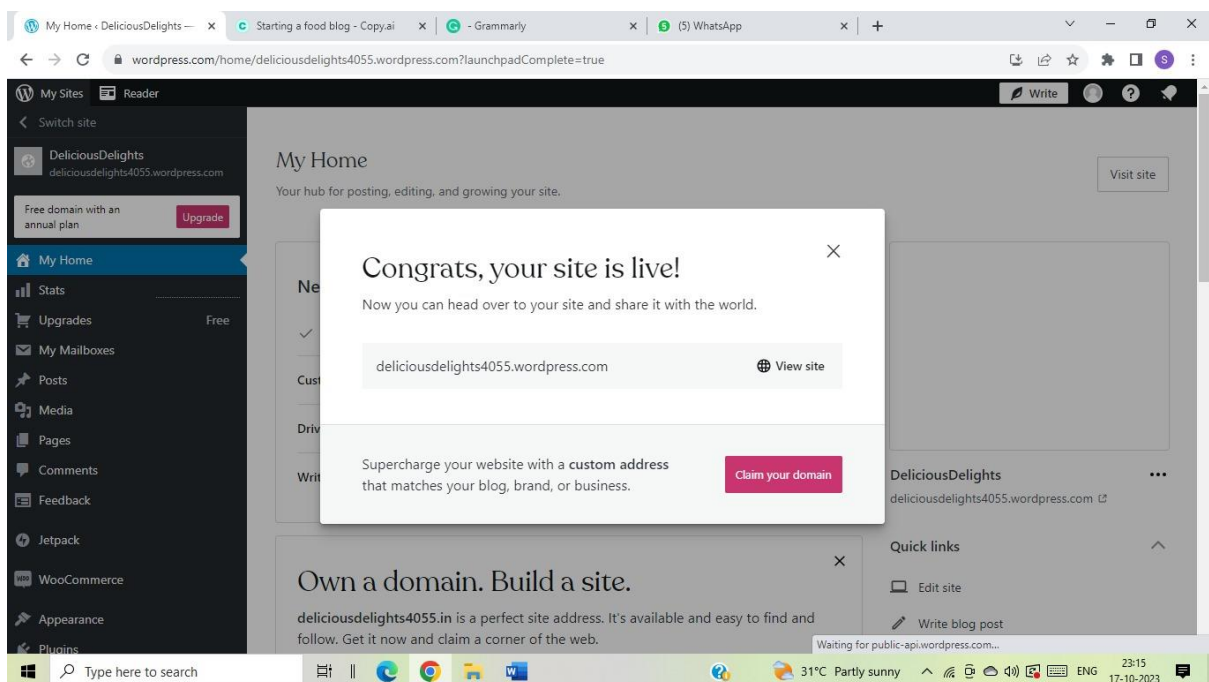 My Home ‹ DeliciousDelights —
Starting a food blog - Copy.ai
- Grammarly
(5) WhatsApp
wordpress.com/home/deliciousdelights4055.wordpress.com?launchpadComplete=true
S
My Sites
Reader
Write
Switch site
DeliciousDelights
deliciousdelights4055.wordpress.com
Free domain with an
annual plan
Upgrade
My Home
Stats
Upgrades
Free
My Mailboxes
Posts
Media
Pages
Comments
Feedback
Jetpack
WooCommerce
Appearance
Plugins
My Home
Your hub for posting, editing, and growing your site.
Visit site
Ne
Cust
Driv
Writ
Congrats, your site is live!
Now you can head over to your site and share it with the world.
deliciousdelights4055.wordpress.com
View site
Supercharge your website with a custom address
that matches your blog, brand, or business.
Claim your domain
Own a domain. Build a site.
deliciousdelights4055.in is a perfect site address. It's available and easy to find and
follow. Get it now and claim a corner of the web.
DeliciousDelights
deliciousdelights4055.wordpress.com
Quick links
Edit site
Write blog post
Waiting for public-api.wordpress.com...
Type here to search
31°C Partly sunny
ENG
23:15
17-10-2023